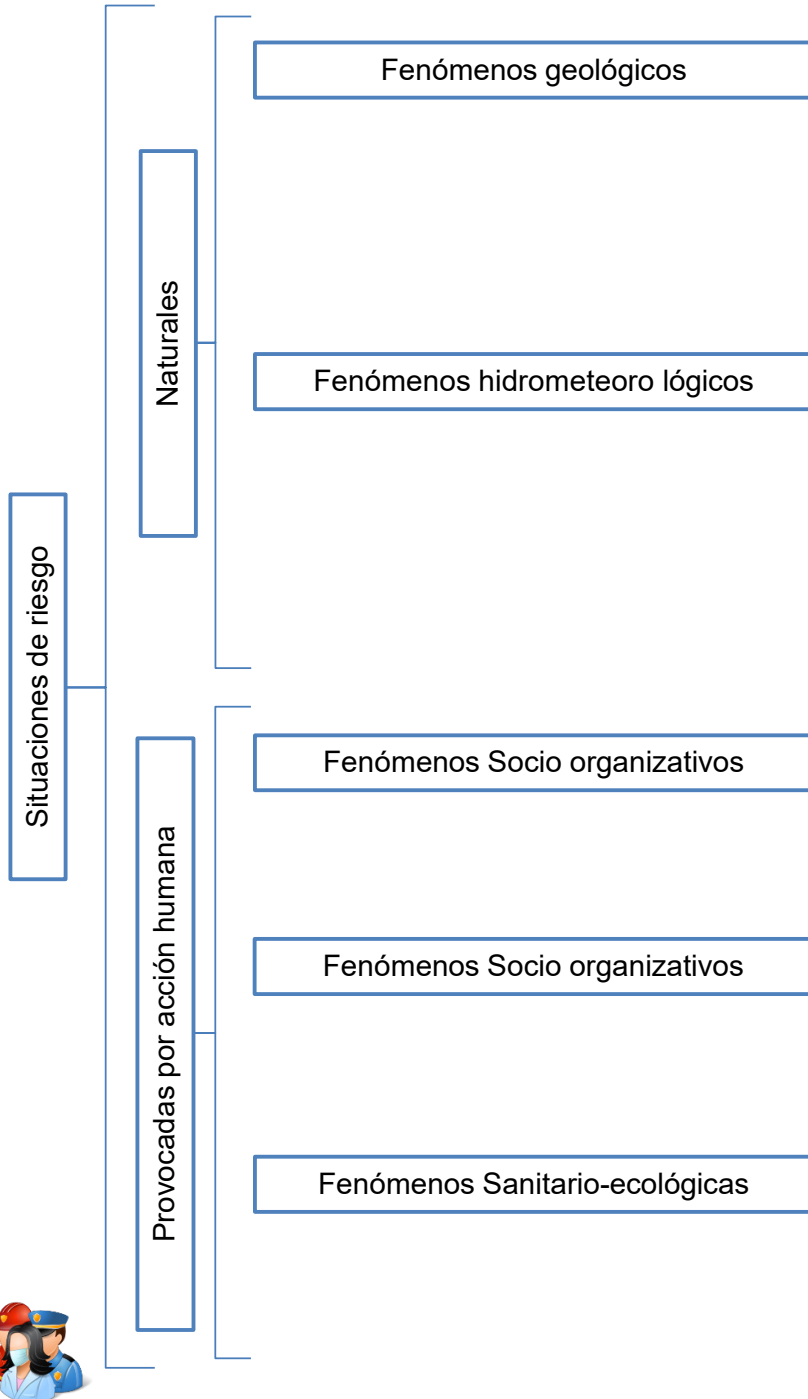 Situaciones de riesgo
Naturales
Fenómenos geológicos
Fenómenos hidrometeoro lógicos
Provocadas por acción humana
Fenómenos Socio organizativos
Fenómenos Socio organizativos
Fenómenos Sanitario-ecológicas